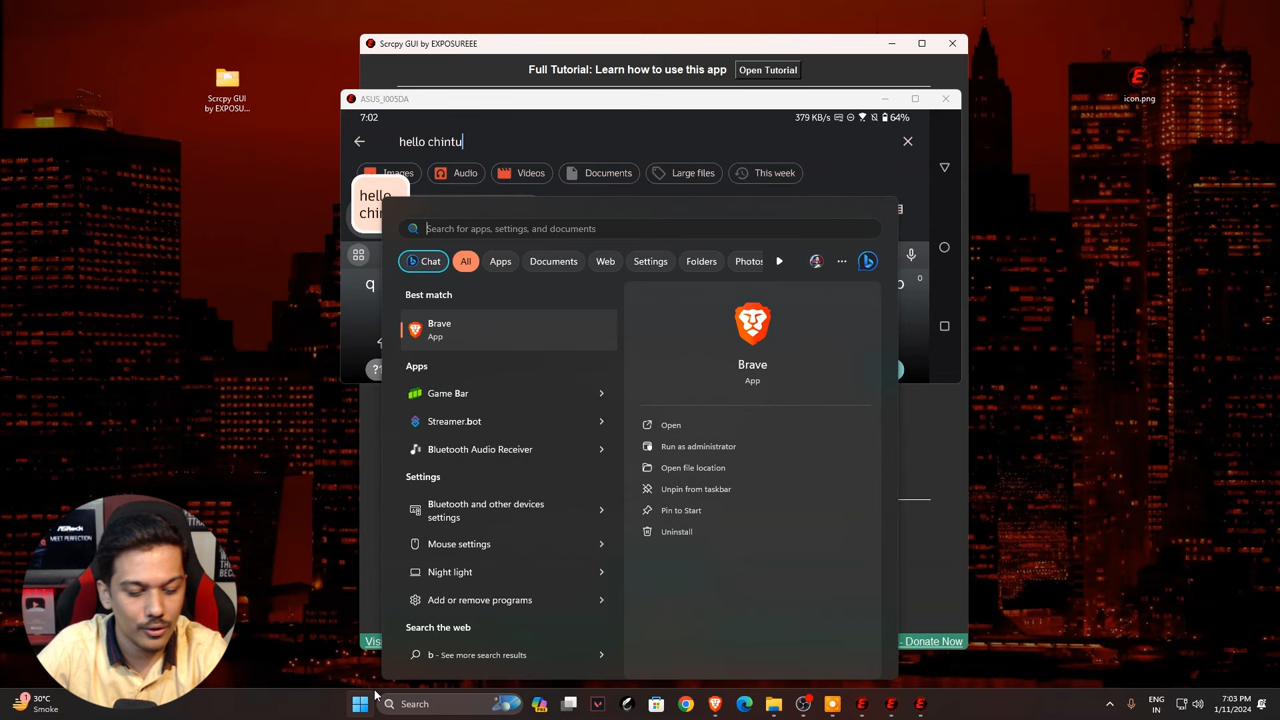 Scrcpy GUI by EXPOSUREEE
Full Tutorial: Learn how to use this app
Open Tutorial
Scrcpy GUI
by EXPOSU...
icon.png
ASUS_I005DA
7:02
379 KB/s
64%
hello chintu
Images
Audio
Videos
Documents
Large files
This week
hello
Search for apps, settings, and documents
Chat
All
Apps
Documents
Web
Settings
Folders
Photos
q
0
Best match
Brave
App
Apps
Game Bar
Streamer.bot
Bluetooth Audio Receiver
Settings
Bluetooth and other devices
settings
Mouse settings
Night light
Add or remove programs
Search the web
b - See more search results
Brave
App
Open
Run as administrator
Open file location
Unpin from taskbar
Pin to Start
Uninstall
- Donate Now
ASRock
MEET PERFECTION
30°C
Smoke
Search
ENG
IN
7:03 PM
1/11/2024